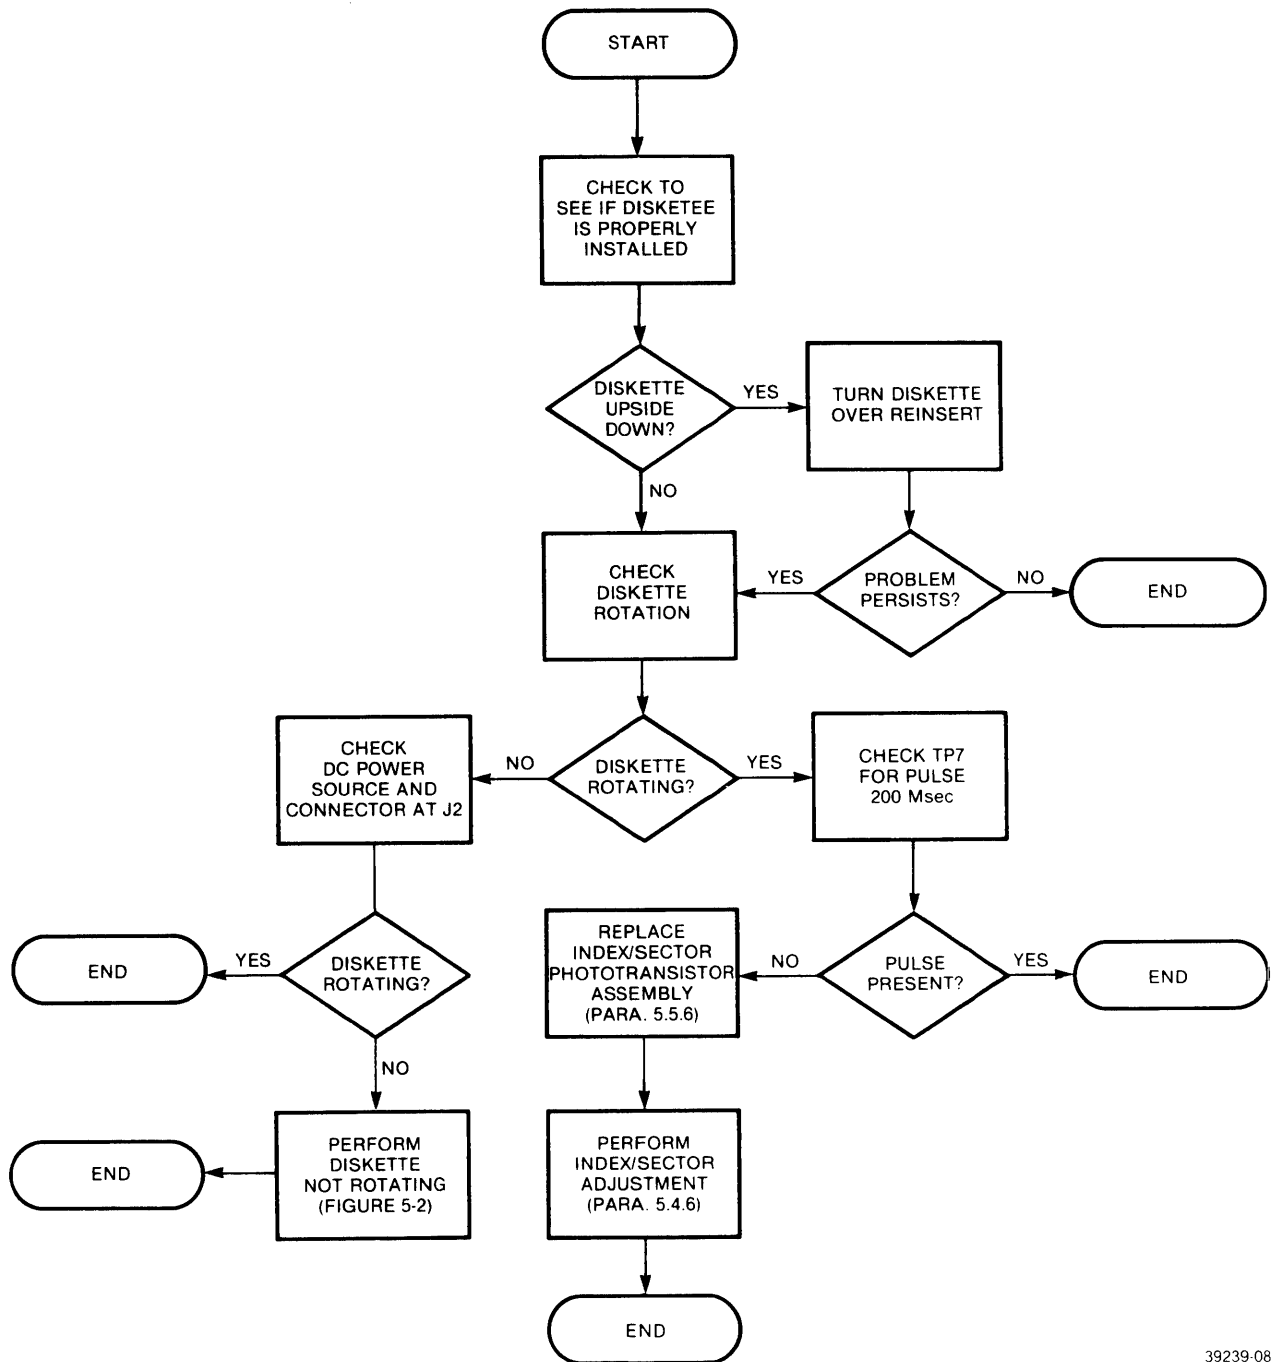 START
CHECK TO
SEE IF DISKETEE
IS PROPERLY
INSTALLED
DISKETTE
UPSIDE
DOWN?
YES
TURN DISKETTE
OVER REINSERT
NO
CHECK
DISKETTE
ROTATION
YES
PROBLEM
PERSISTS?
NO
END
CHECK
DC POWER
SOURCE AND
CONNECTOR AT J2
NO
DISKETTE
ROTATING?
YES
CHECK TP7
FOR PULSE
200 Msec
END
YES
DISKETTE
ROTATING?
REPLACE
INDEX/SECTOR
PHOTOTRANSISTOR
ASSEMBLY
(PARA. 5.5.6)
NO
PULSE
PRESENT?
YES
END
NO
END
PERFORM
DISKETTE
NOT ROTATING
(FIGURE 5-2)
PERFORM
INDEX/SECTOR
ADJUSTMENT
(PARA. 5.4.6)
END
39239-08